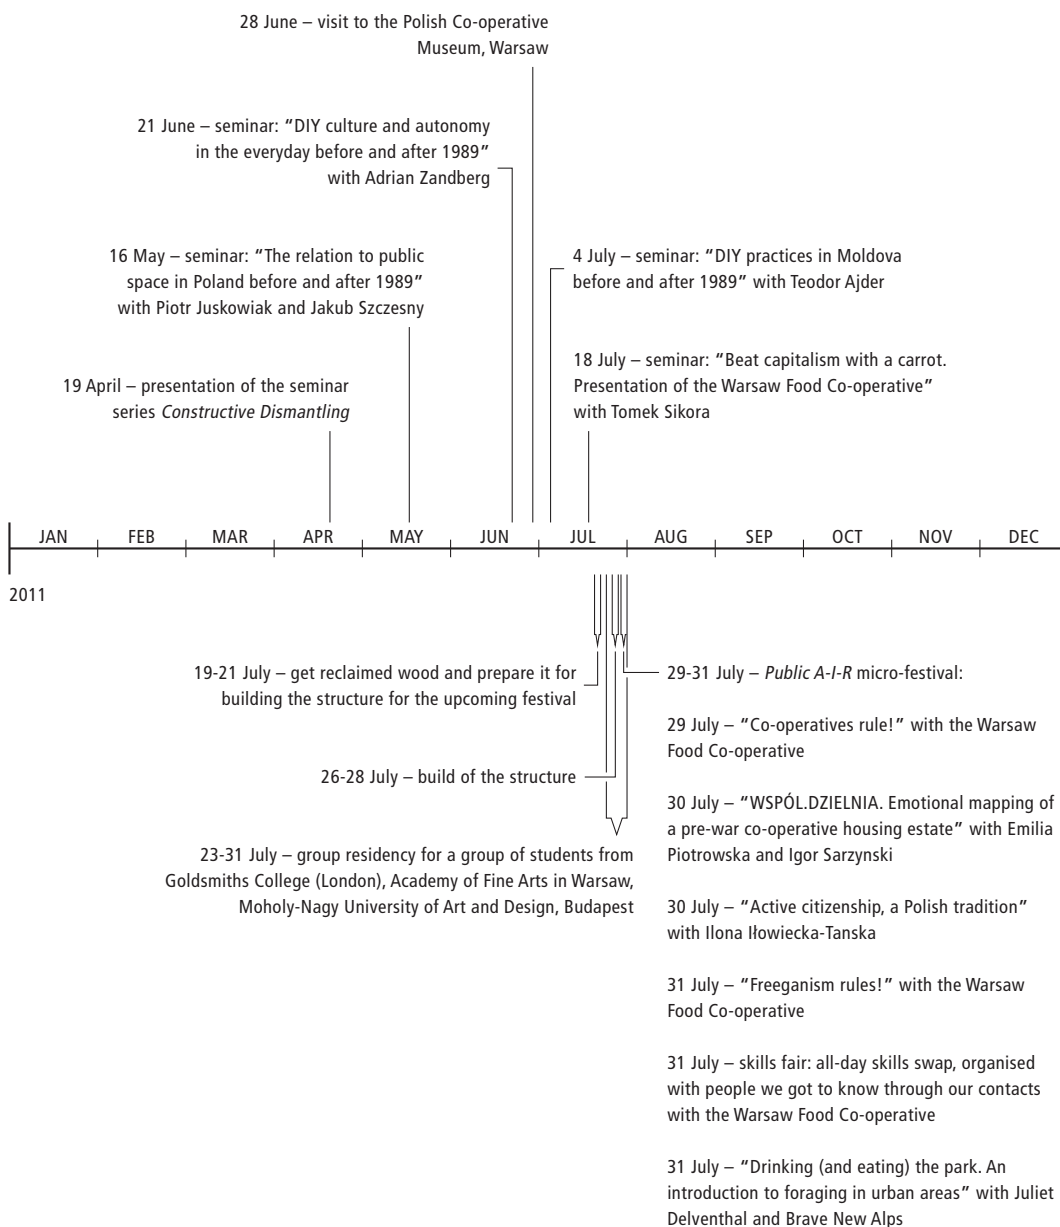 28 June – visit to the Polish Co-operative
Museum, Warsaw
21 June – seminar: “DIY culture and autonomy
in the everyday before and after 1989”
with Adrian Zandberg
16 May – seminar: “The relation to public
space in Poland before and after 1989”
with Piotr Juskowiak and Jakub Szczesny
4 July – seminar: “DIY practices in Moldova
before and after 1989” with Teodor Ajder
19 April – presentation of the seminar
series Constructive Dismantling
18 July – seminar: “Beat capitalism with a carrot.
Presentation of the Warsaw Food Co-operative”
with Tomek Sikora
JAN FEB MAR APR MAY JUN JUL AUG SEP OCT NOV DEC
2011
19-21 July – get reclaimed wood and prepare it for
building the structure for the upcoming festival
26-28 July – build of the structure
23-31 July – group residency for a group of students from
Goldsmiths College (London), Academy of Fine Arts in Warsaw,
Moholy-Nagy University of Art and Design, Budapest
29-31 July – Public A-I-R micro-festival:
29 July – “Co-operatives rule!” with the Warsaw
Food Co-operative
30 July – “WSPÓL.DZIELNIA. Emotional mapping of
a pre-war co-operative housing estate” with Emilia
Piotrowska and Igor Sarzynski
30 July – “Active citizenship, a Polish tradition”
with Ilona Iłowiecka-Tanska
31 July – “Freeganism rules!” with the Warsaw
Food Co-operative
31 July – skills fair: all-day skills swap, organised
with people we got to know through our contacts
with the Warsaw Food Co-operative
31 July – “Drinking (and eating) the park. An
introduction to foraging in urban areas” with Juliet
Delventhal and Brave New Alps